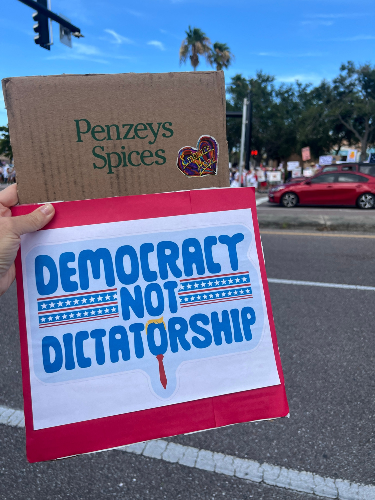 Penzeys
Spices
DEMOCRACY
NOT
DICTATORSHIP